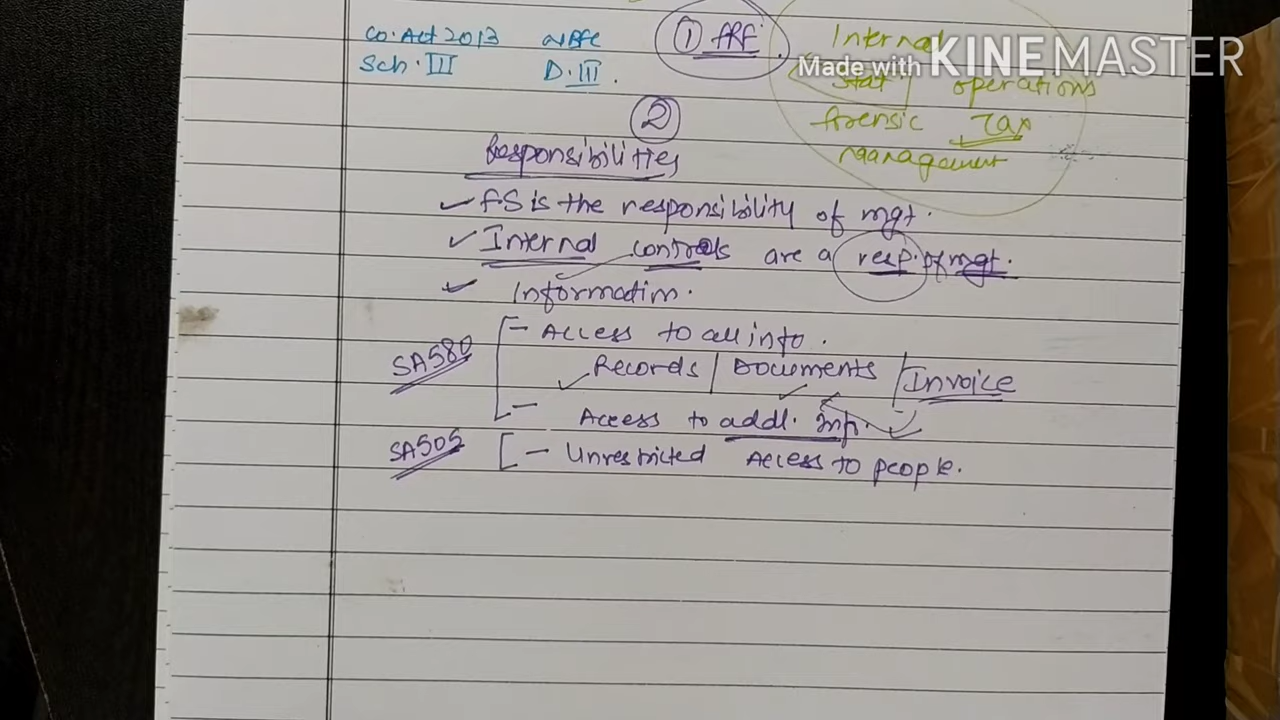 Co. Act 2013 NBFC ① FRF. Internal
Made with KINEMASTER
Sch. III D. III. Stat operations
forensic Tax
management
②
Responsibilities
FS is the responsibility of mgt.
Internal controls are a resp. of mgt.
Information.
SA580 - Access to all info.
Records | Documents | Invoice
- Access to addl. Inf.
SA505 - Unrestricted Access to people.